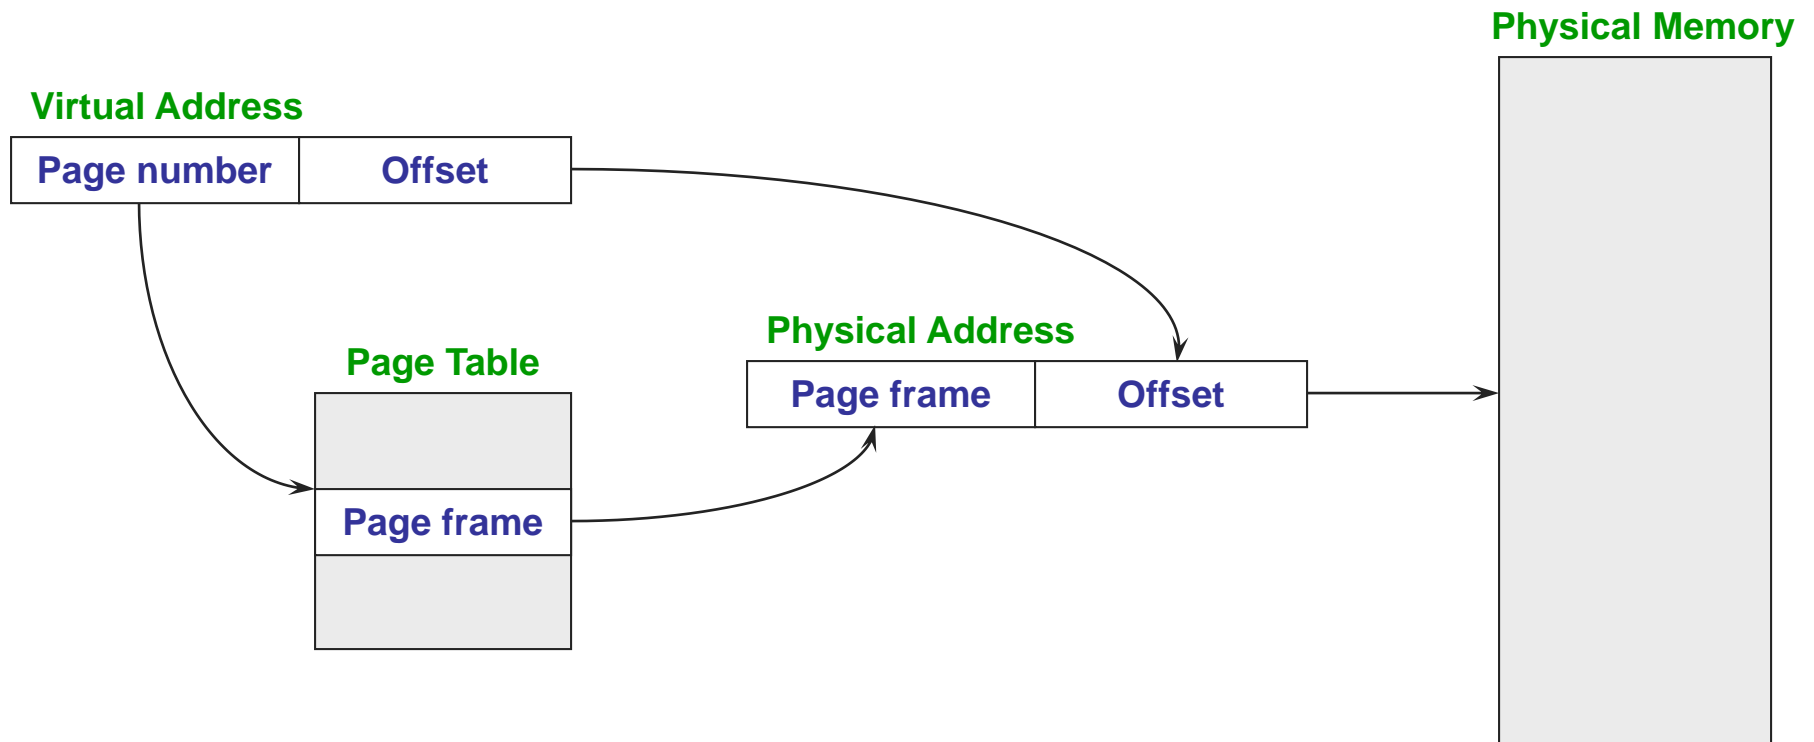 Physical Memory
Virtual Address
Page number Offset
Physical Address
Page Table
Page frame Offset
Page frame